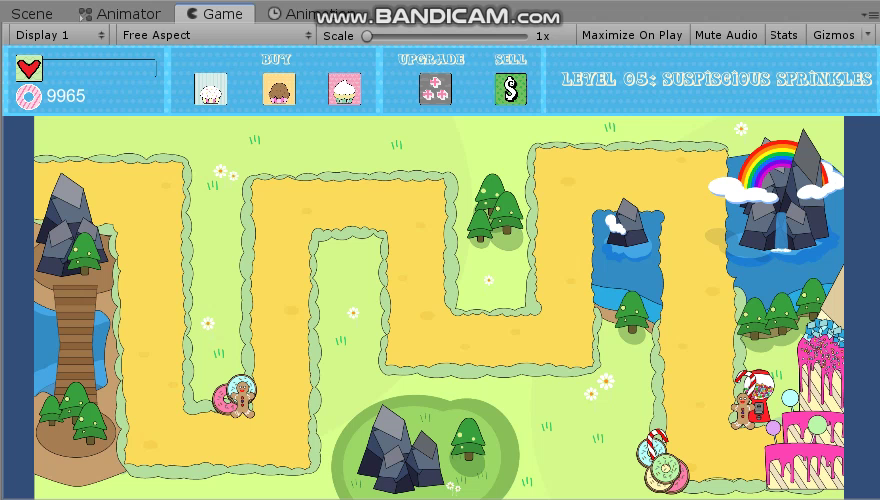 Scene Animator Game Animation
www.BANDICAM.com
Display 1 Free Aspect Scale 1x Maximize On Play Mute Audio Stats Gizmos
BUY UPGRADE SELL
LEVEL 05: SUSPISCIOUS SPRINKLES
$
9965